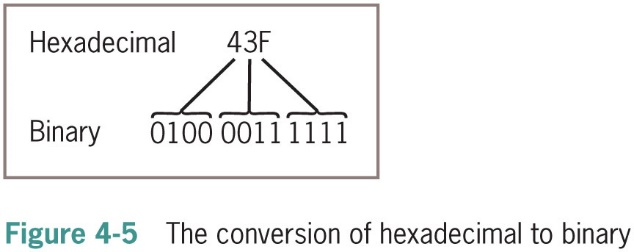 Hexadecimal 43F
Binary 0100 0011 1111
Figure 4-5 The conversion of hexadecimal to binary